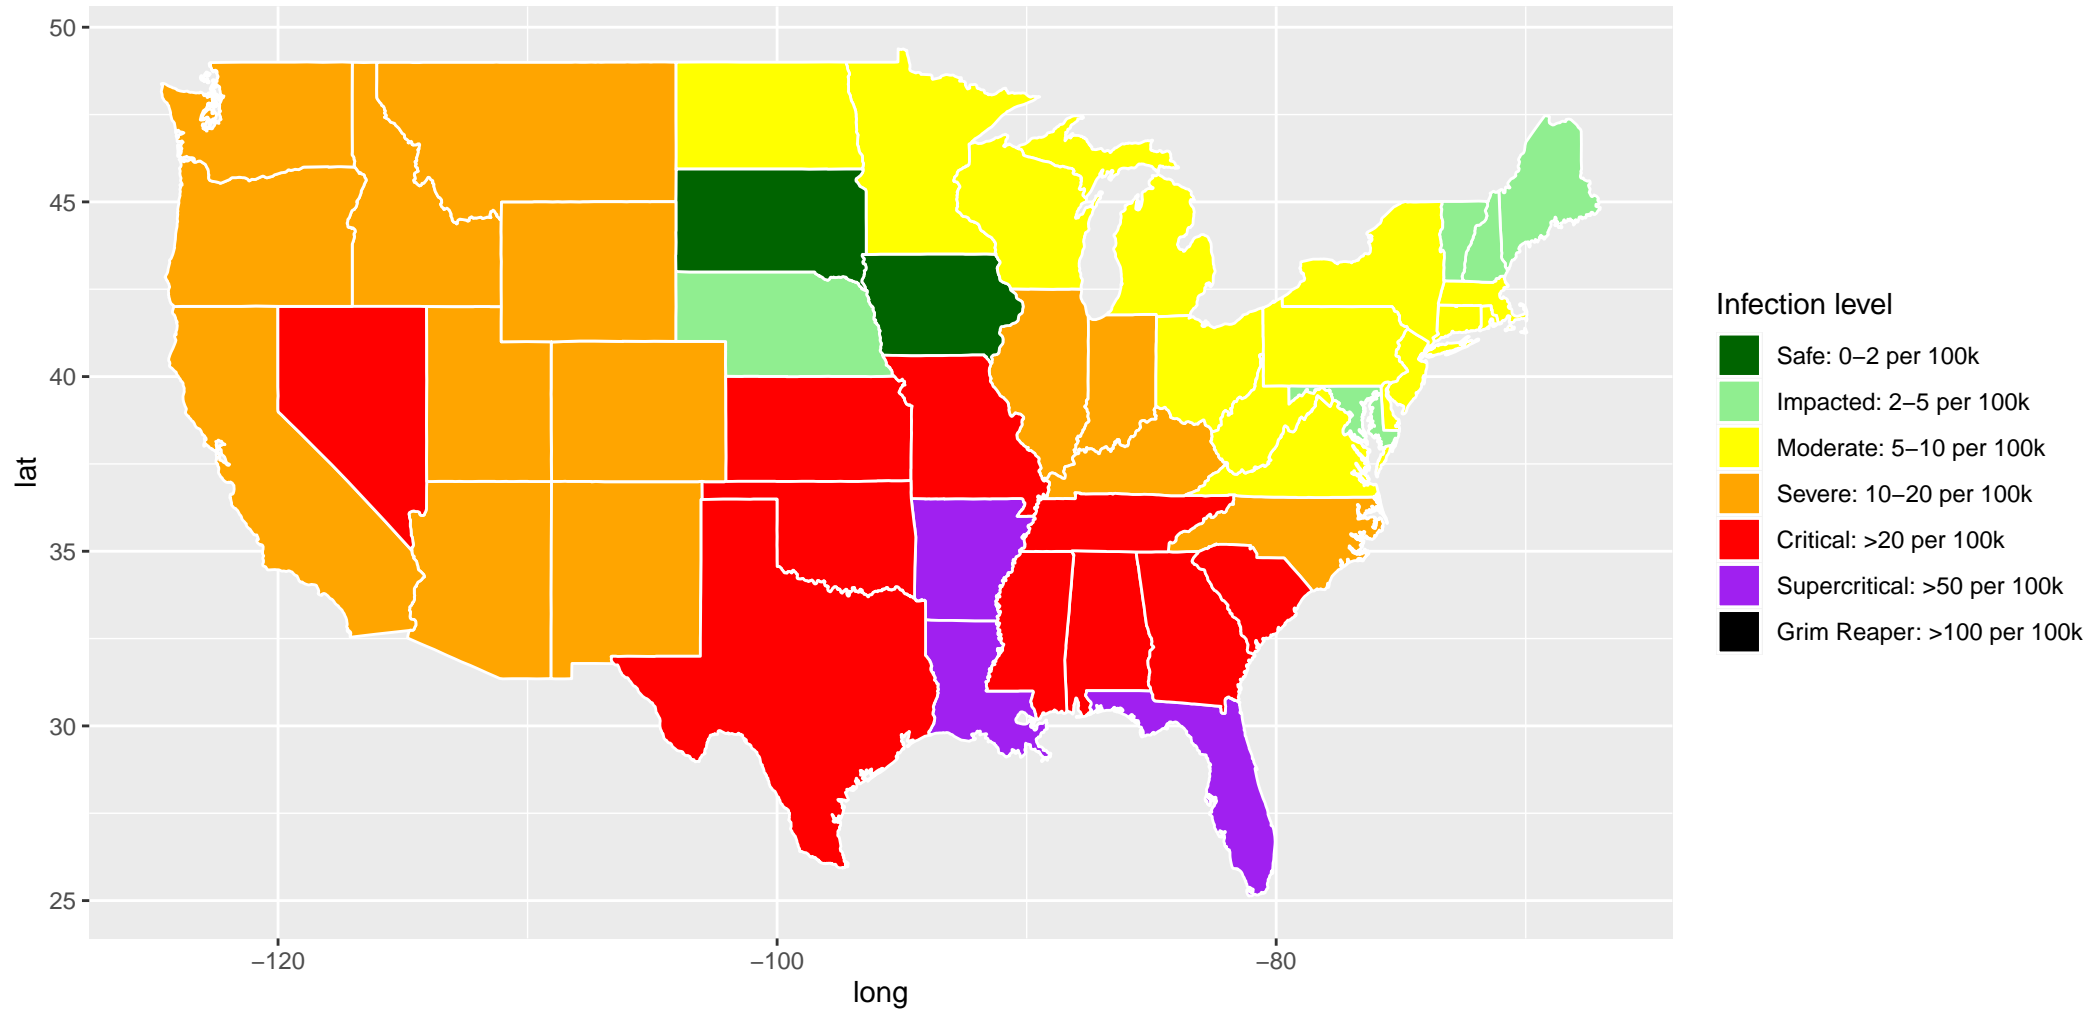 50
45
40
35
30
25
lat
−120
−100
−80
long
Infection level
Safe: 0−2 per 100k
Impacted: 2−5 per 100k
Moderate: 5−10 per 100k
Severe: 10−20 per 100k
Critical: >20 per 100k
Supercritical: >50 per 100k
Grim Reaper: >100 per 100k